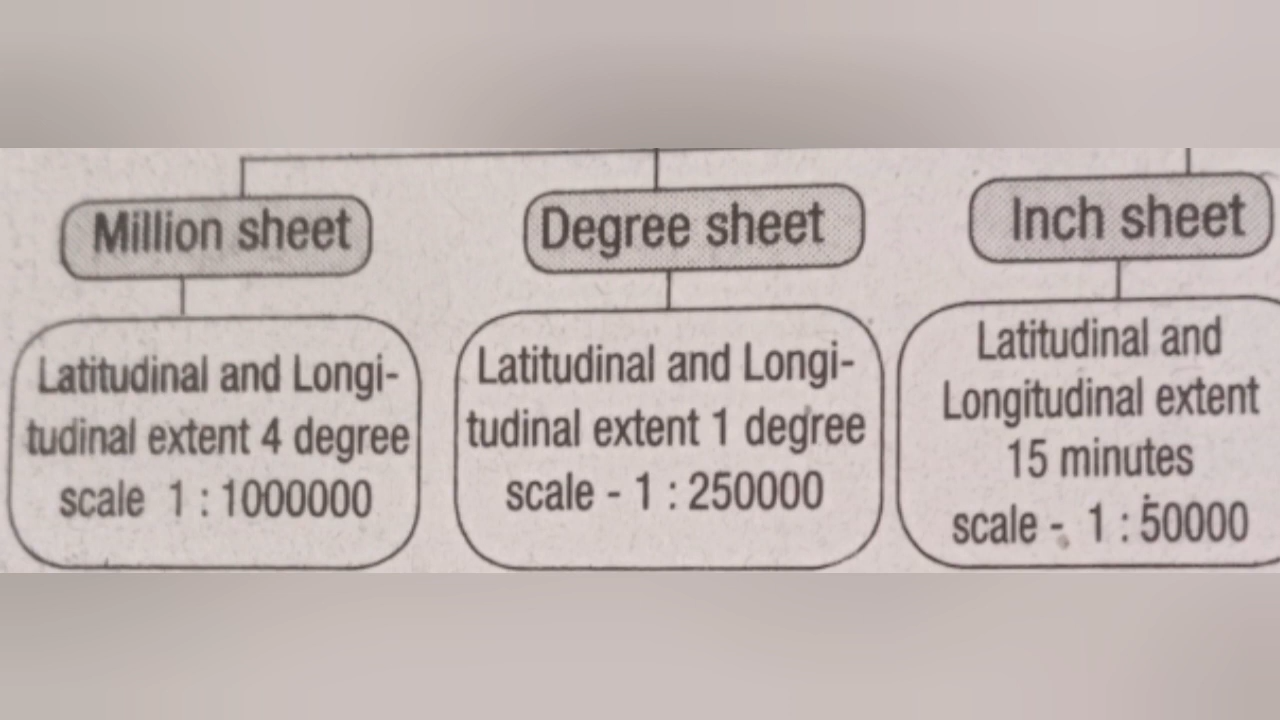 Million sheet
Latitudinal and Longi-
tudinal extent 4 degree
scale 1 : 1000000
Degree sheet
Latitudinal and Longi-
tudinal extent 1 degree
scale - 1 : 250000
Inch sheet
Latitudinal and
Longitudinal extent
15 minutes
scale - 1 : 50000